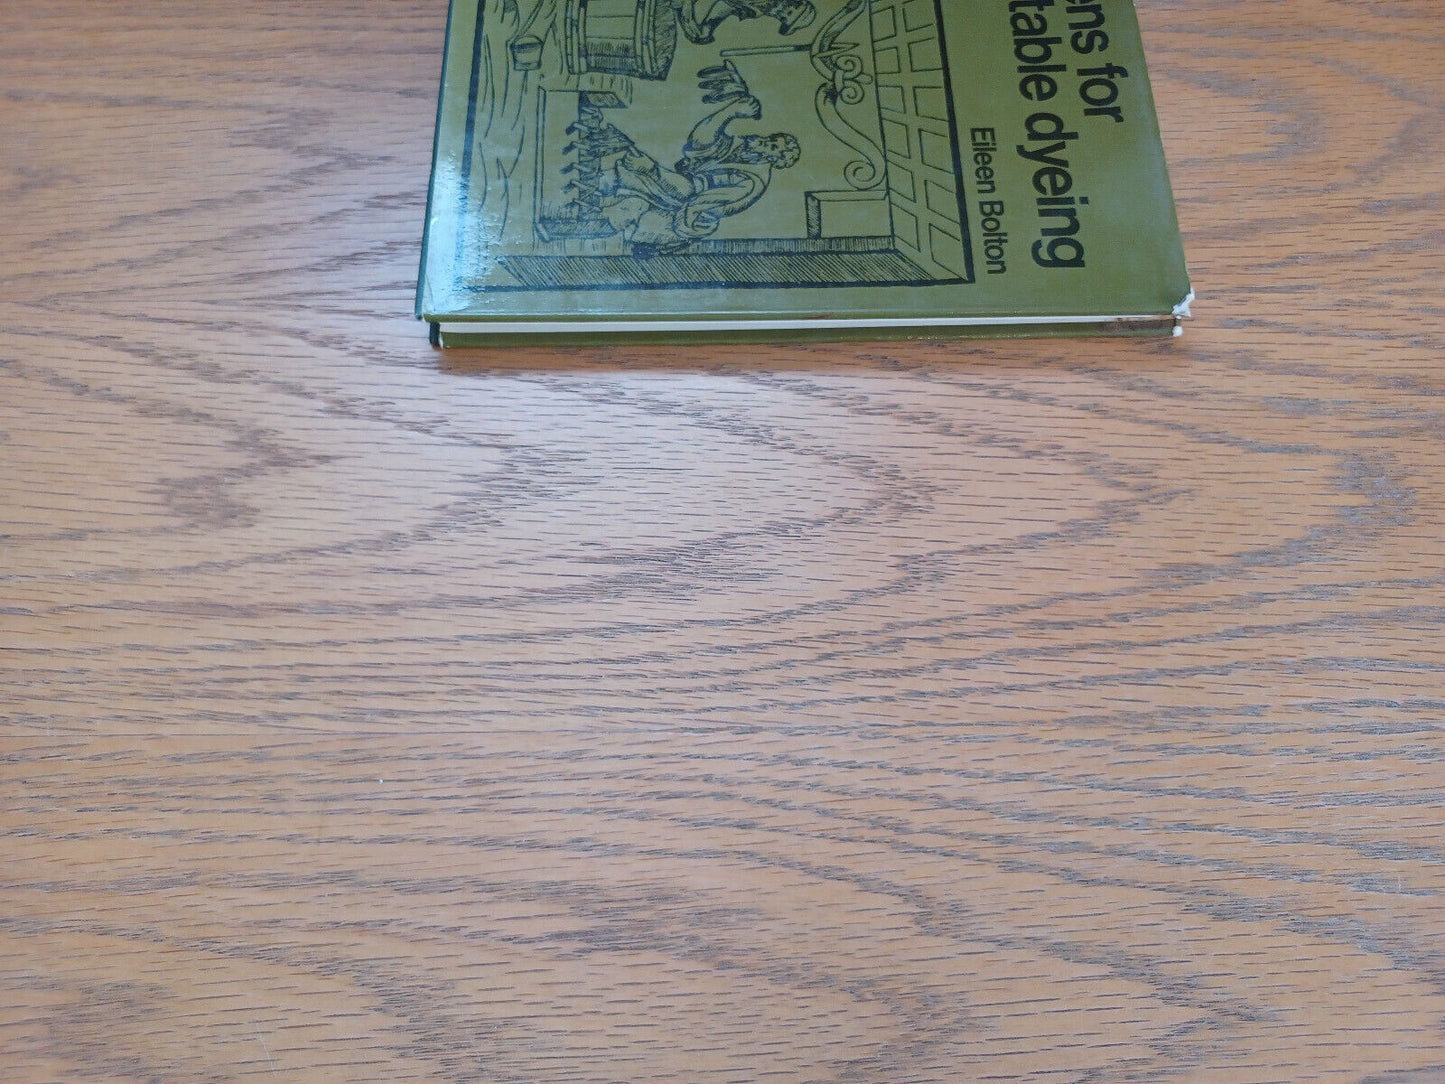 ens for
table dyeing
Eileen Bolton